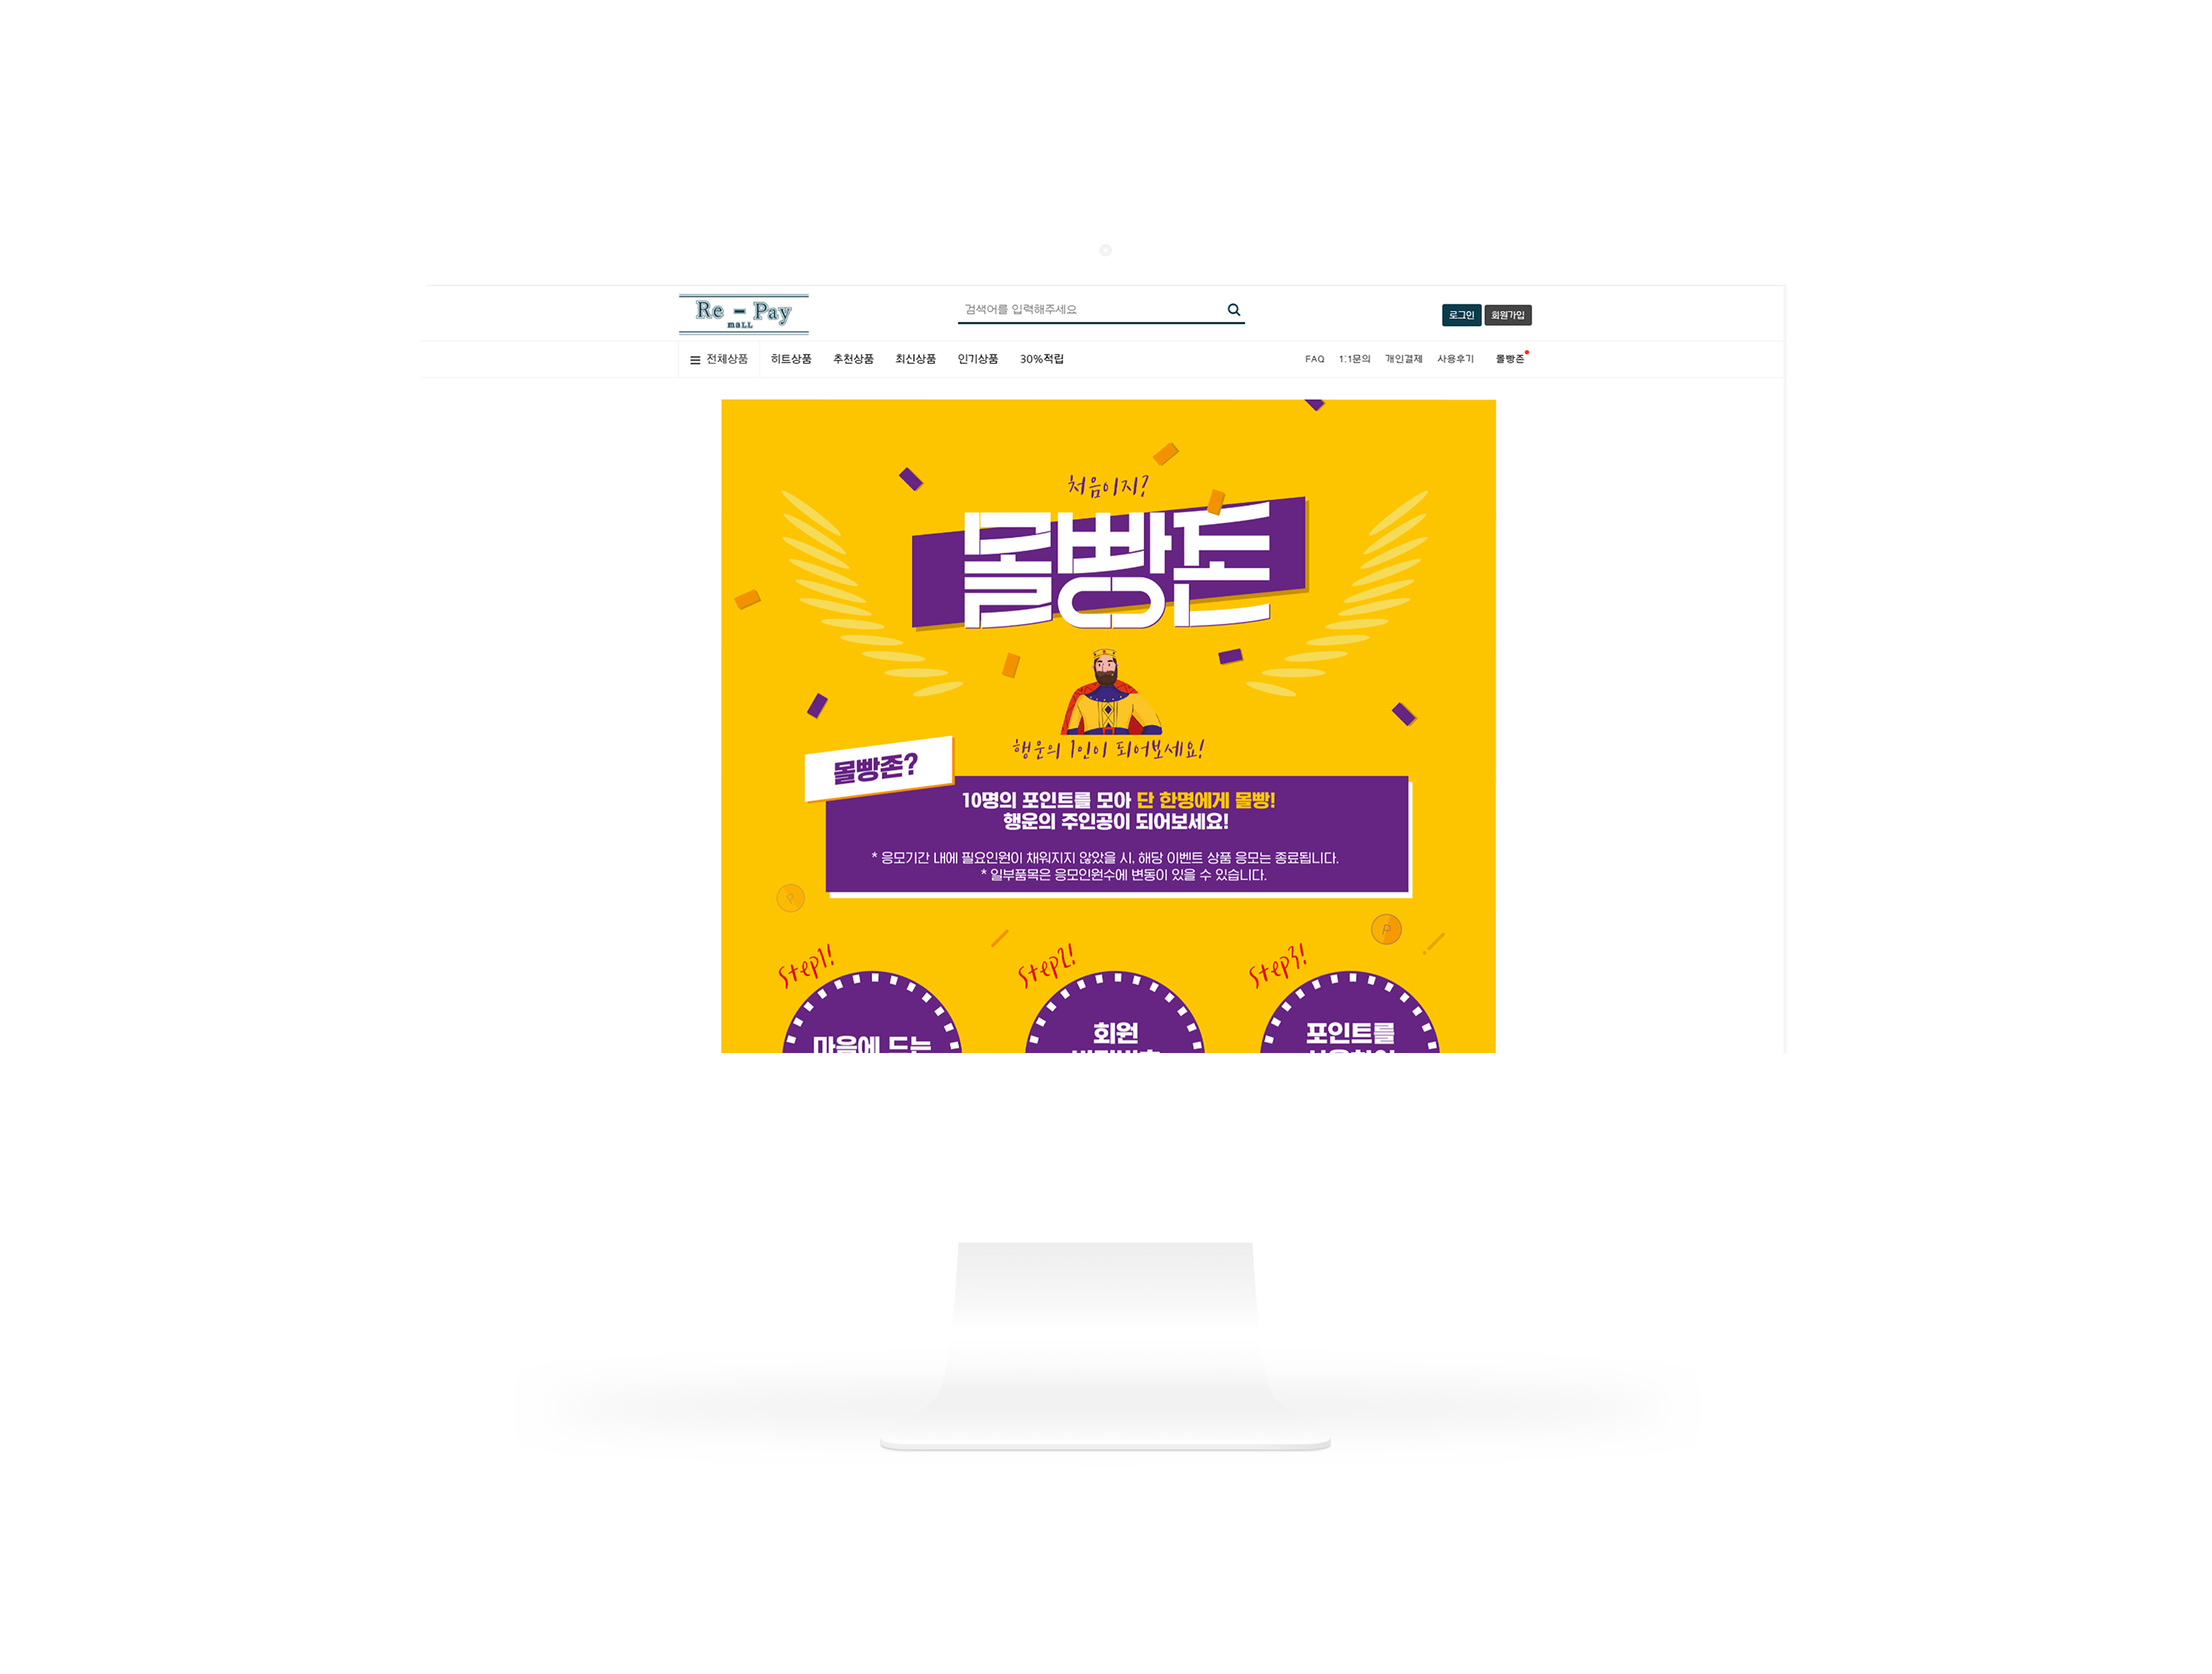 Re - Pay
maLL
검색어를 입력해주세요
로그인 회원가입
전체상품 히트상품 추천상품 최신상품 인기상품 30%적립
FAQ 1:1문의 개인결제 사용후기 몰빵존
처음이지?
몰빵존
행운의 1인이 되어보세요!
몰빵존?
10명의 포인트를 모아 단 한명에게 몰빵!
행운의 주인공이 되어보세요!
* 응모기간 내에 필요인원이 채워지지 않았을 시, 해당 이벤트 상품 응모는 종료됩니다.
* 일부품목은 응모인원수에 변동이 있을 수 있습니다.
P
P
Step1!
Step2!
Step3!
마음에 드는
회원
포인트를